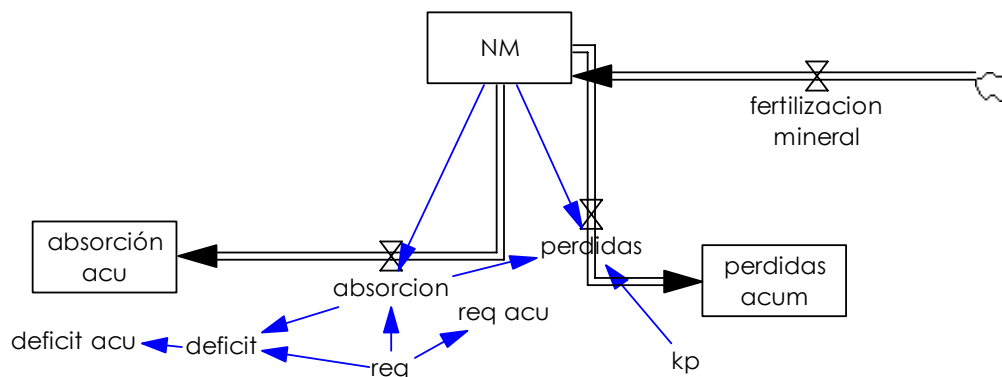 NM
fertilizacion
mineral
absorción
acu
perdidas
perdidas
acum
absorcion
req acu
deficit acu
deficit
req
kp